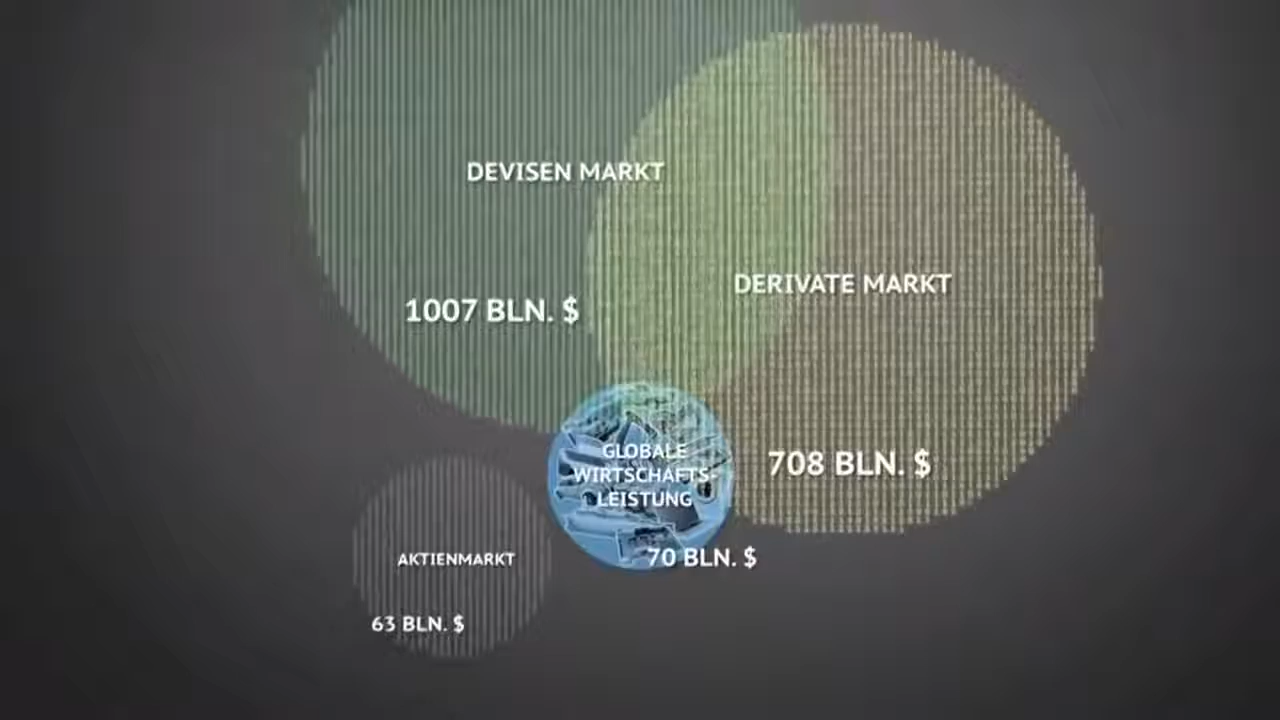 DEVISEN MARKT
1007 BLN. $
DERIVATE MARKT
708 BLN. $
GLOBALE
WIRTSCHAFTS-
LEISTUNG
70 BLN. $
AKTIENMARKT
63 BLN. $